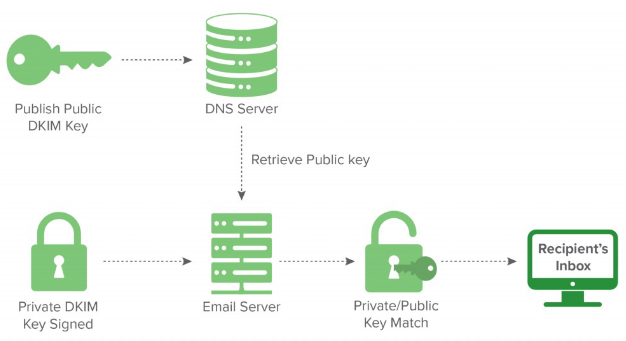 Publish Public
DKIM Key
DNS Server
Retrieve Public key
Private DKIM
Key Signed
Email Server
Private/Public
Key Match
Recipient's
Inbox